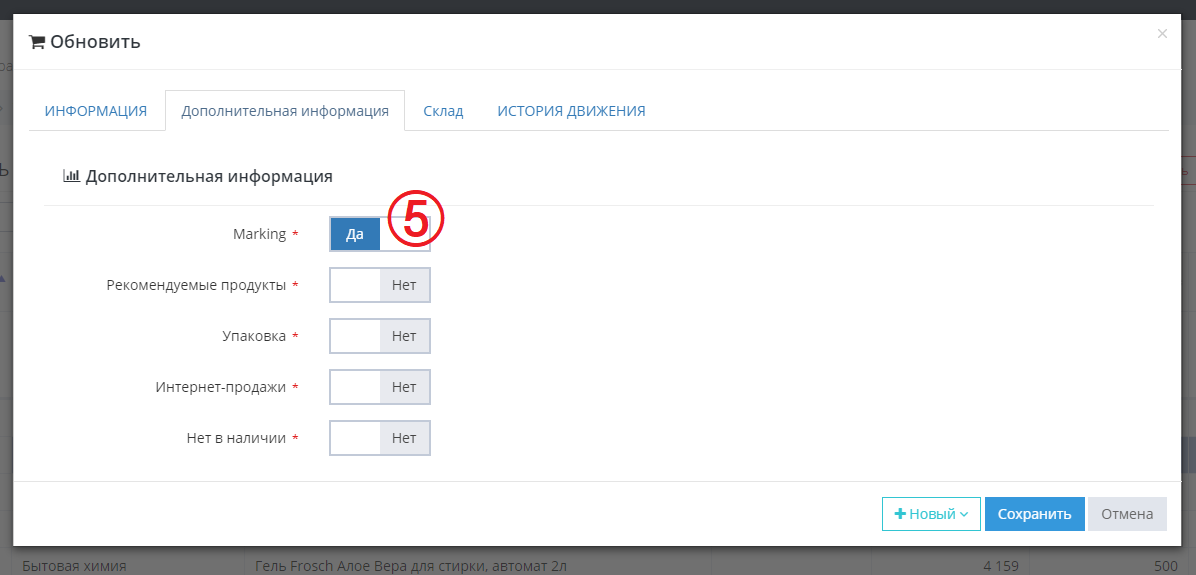 Обновить
×
ИНФОРМАЦИЯ Дополнительная информация Склад ИСТОРИЯ ДВИЖЕНИЯ
Дополнительная информация
Marking * Да 5
Рекомендуемые продукты * Нет
Упаковка * Нет
Интернет-продажи * Нет
Нет в наличии * Нет
Новый Сохранить Отмена
Бытовая химия Гель Frosch Алое Вера для стирки, автомат 2л 4 159 500